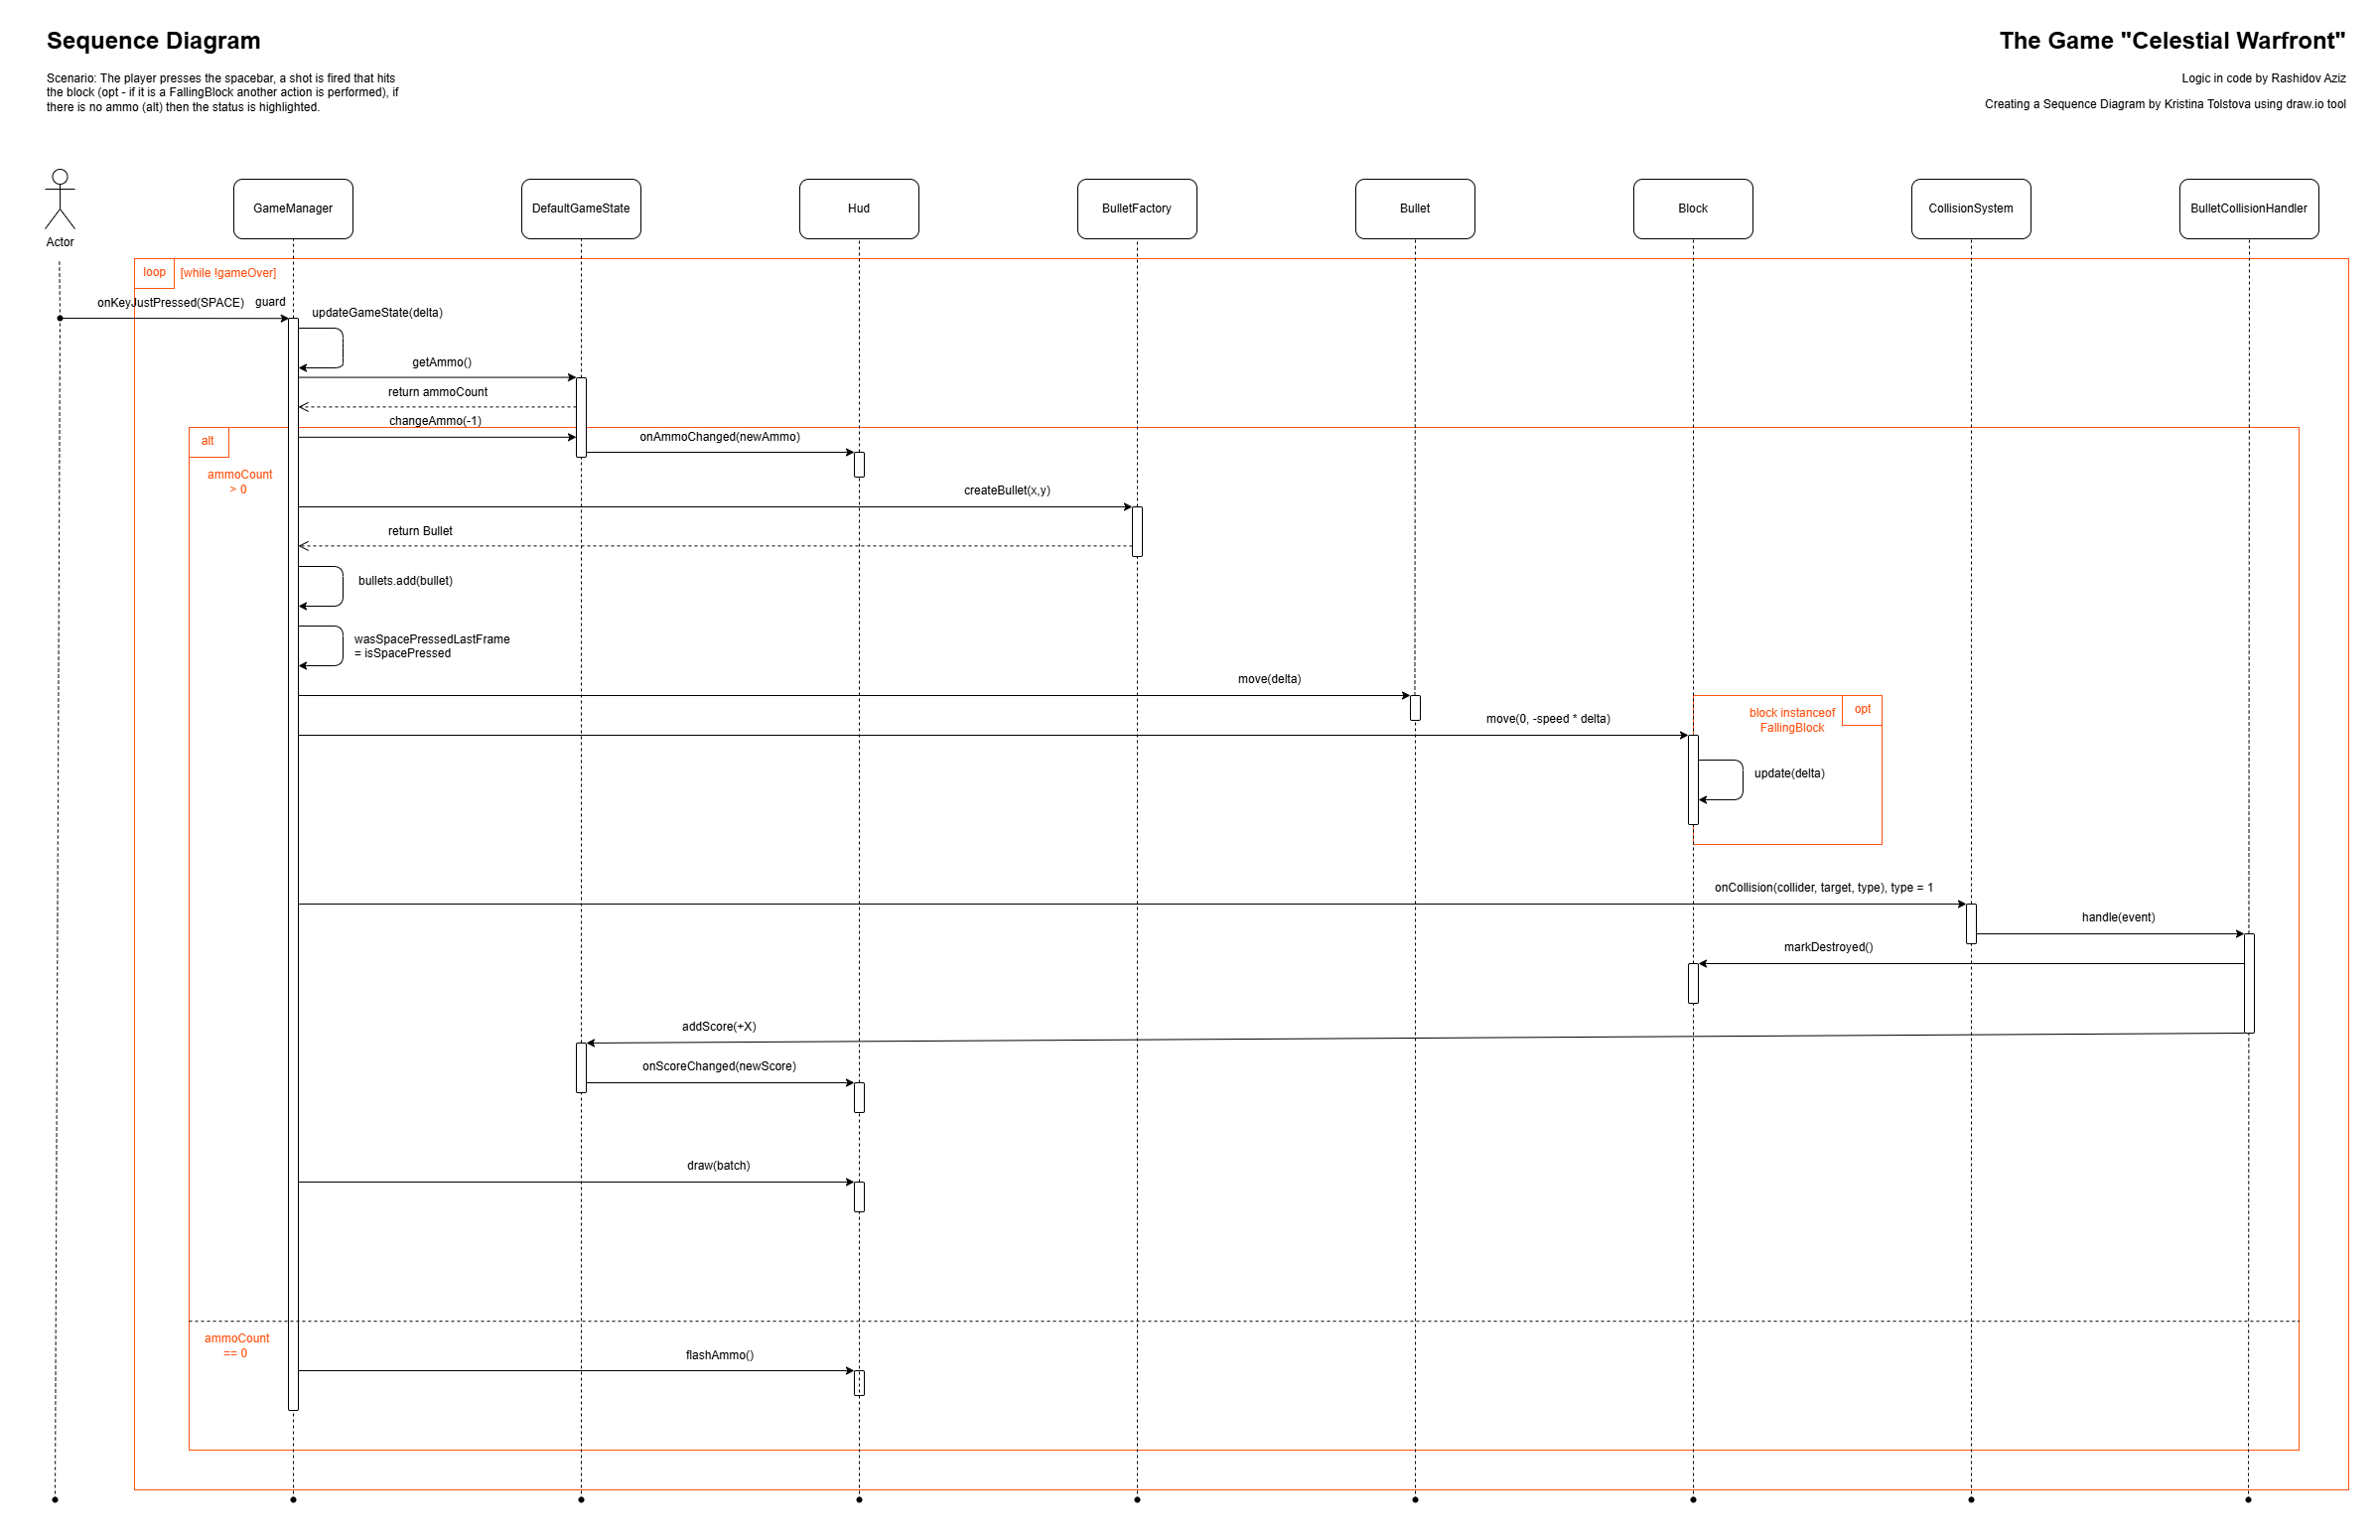 Sequence Diagram
The Game "Celestial Warfront"
Scenario: The player presses the spacebar, a shot is fired that hits
the block (opt - if it is a FallingBlock another action is performed), if
there is no ammo (alt) then the status is highlighted.
Logic in code by Rashidov Aziz
Creating a Sequence Diagram by Kristina Tolstova using draw.io tool
Actor
GameManager
DefaultGameState
Hud
BulletFactory
Bullet
Block
CollisionSystem
BulletCollisionHandler
loop
[while !gameOver]
onKeyJustPressed(SPACE)
guard
updateGameState(delta)
getAmmo()
return ammoCount
changeAmmo(-1)
alt
onAmmoChanged(newAmmo)
ammoCount
> 0
createBullet(x,y)
return Bullet
bullets.add(bullet)
wasSpacePressedLastFrame
= isSpacePressed
move(delta)
opt
block instanceof
FallingBlock
move(0, -speed * delta)
update(delta)
onCollision(collider, target, type), type = 1
handle(event)
markDestroyed()
addScore(+X)
onScoreChanged(newScore)
draw(batch)
ammoCount
== 0
flashAmmo()